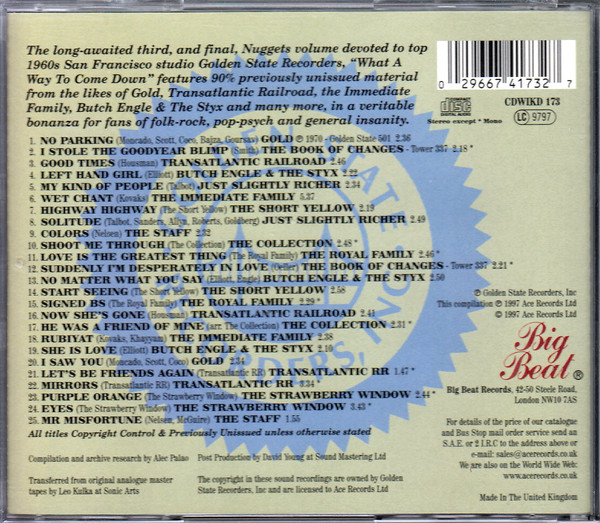 The long-awaited third, and final, Nuggets volume devoted to top
1960s San Francisco studio Golden State Recorders, "What A
Way To Come Down" features 90% previously unissued material
from the likes of Gold, Transatlantic Railroad, the Immediate
Family, Butch Engle & The Styx and many more, in a veritable
bonanza for fans of folk-rock, pop-psych and general insanity.
0 29667 41732 7
COMPACT disc DIGITAL AUDIO
CDWIKD 173
Stereo except * Mono
LC 9797
1. NO PARKING (Moncado, Scott, Coco, Bajza, Goursav) GOLD ℗ 1970 - Golden State 501 2.36
2. I STOLE THE GOODYEAR BLIMP (Smith) THE BOOK OF CHANGES - Tower 337 2.18 *
3. GOOD TIMES (Housman) TRANSATLANTIC RAILROAD 2.46
4. LEFT HAND GIRL (Elliott) BUTCH ENGLE & THE STYX 2.22
5. MY KIND OF PEOPLE (Talbot) JUST SLIGHTLY RICHER 2.34
6. WET CHANT (Kovaks) THE IMMEDIATE FAMILY 5.37
7. HIGHWAY HIGHWAY (The Short Yellow) THE SHORT YELLOW 2.19
8. SOLITUDE (Talbot, Sanders, Allyn, Roberts, Goldberg) JUST SLIGHTLY RICHER 2.49
9. COLORS (Nelsen) THE STAFF 2.32
10. SHOOT ME THROUGH (The Collection) THE COLLECTION 2.48 *
11. LOVE IS THE GREATEST THING (The Royal Family) THE ROYAL FAMILY 2.46 *
12. SUDDENLY I'M DESPERATELY IN LOVE (Oeller) THE BOOK OF CHANGES - Tower 337 2.21 *
13. NO MATTER WHAT YOU SAY (Elliott, Engle) BUTCH ENGLE & THE STYX 2.50
14. START SEEING (The Short Yellow) THE SHORT YELLOW 2.58
15. SIGNED BS (The Royal Family) THE ROYAL FAMILY 2.29 *
16. NOW SHE'S GONE (Housman) TRANSATLANTIC RAILROAD 2.41
17. HE WAS A FRIEND OF MINE (arr. The Collection) THE COLLECTION 2.31 *
18. RUBIYAT (Kovaks, Khayyam) THE IMMEDIATE FAMILY 2.38
19. SHE IS LOVE (Elliott) BUTCH ENGLE & THE STYX 2.10
20. I SAW YOU (Moncado, Scott, Coco) GOLD 2.34
21. LET'S BE FRIENDS AGAIN (Transatlantic RR) TRANSATLANTIC RR 1.47 *
22. MIRRORS (Transatlantic RR) TRANSATLANTIC RR 2.34 *
23. PURPLE ORANGE (The Strawberry Window) THE STRAWBERRY WINDOW 2.44 *
24. EYES (The Strawberry Window) THE STRAWBERRY WINDOW 3.43 *
25. MR MISFORTUNE (Nelsen, McGuire) THE STAFF 1.55
All titles Copyright Control & Previously Unissued unless otherwise stated
℗ Golden State Recorders, Inc
This compilation ℗ 1997 Ace Records Ltd
© 1997 Ace Records Ltd
Big
Beat ®
Big Beat Records, 42-50 Steele Road,
London NW10 7AS
Compilation and archive research by Alec Palao
Post Production by David Young at Sound Mastering Ltd
Transferred from original analogue master
tapes by Leo Kulka at Sonic Arts
The copyright in these sound recordings is owned by Golden
State Recorders, Inc and are licensed to Ace Records Ltd
For details of the price of our catalogue
and Bus Stop mail order service send an
S.A.E. or 2 I.R.C to the address above or
e-mail: sales@acerecords.co.uk
We are also on the World Wide Web:
www.acerecords.co.uk
Made In The United Kingdom